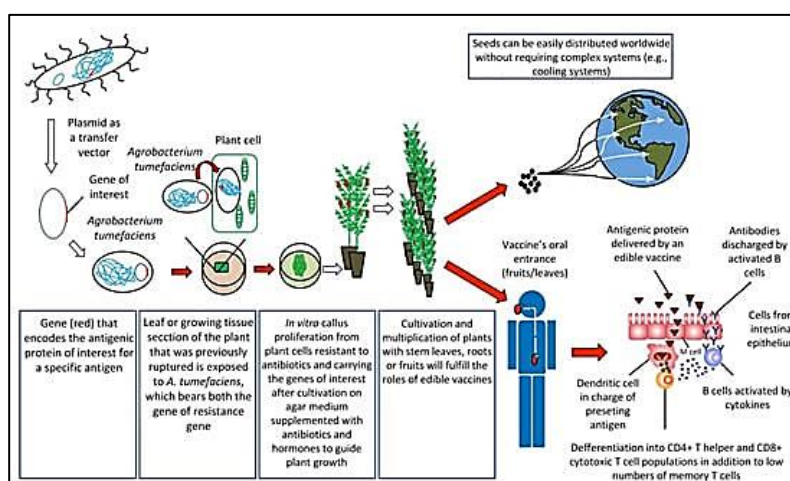 Seeds can be easily distributed worldwide
without requiring complex systems (e.g.,
cooling systems)
Plasmid as
a transfer
vector
Gene of
interest
Agrobacterium
tumefaciens
Agrobacterium
tumefaciens
Plant cell
Vaccine's oral
entrance
(fruits/leaves)
Antigenic protein
delivered by an
edible vaccine
Antibodies
discharged by
activated B
cells
Cells from
intestinal
epithelium
M cell
Dendritic cell
in charge of
preseting
antigen
B cells activated by
cytokines
Defferentiation into CD4+ T helper and CD8+
cytotoxic T cell populations in addition to low
numbers of memory T cells
Gene (red) that
encodes the antigenic
protein of interest for
a specific antigen
Leaf or growing tissue
secction of the plant
that was previously
ruptured is exposed to
A. tumefaciens,
which bears both the
gene of resistance
gene
In vitro callus
proliferation from
plant cells resistant to
antibiotics and carrying
the genes of interest
after cultivation on
agar medium
supplemented with
antibiotics and
hormones to guide
plant growth
Cultivation and
multiplication of plants
with stem leaves, roots
or fruits will fulfill the
roles of edible vaccines